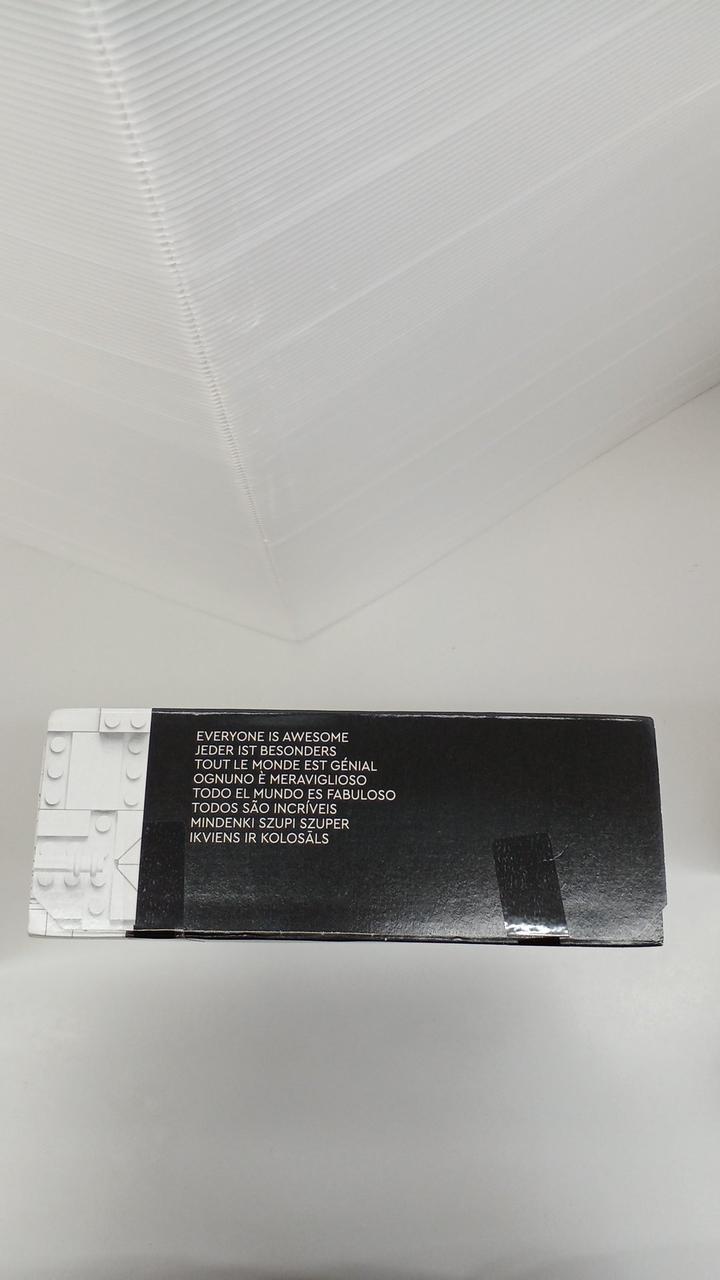 EVERYONE IS AWESOME
JEDER IST BESONDERS
TOUT LE MONDE EST GÉNIAL
OGNUNO È MERAVIGLIOSO
TODO EL MUNDO ES FABULOSO
TODOS SÃO INCRÍVEIS
MINDENKI SZUPI SZUPER
IKVIENS IR KOLOSĀLS